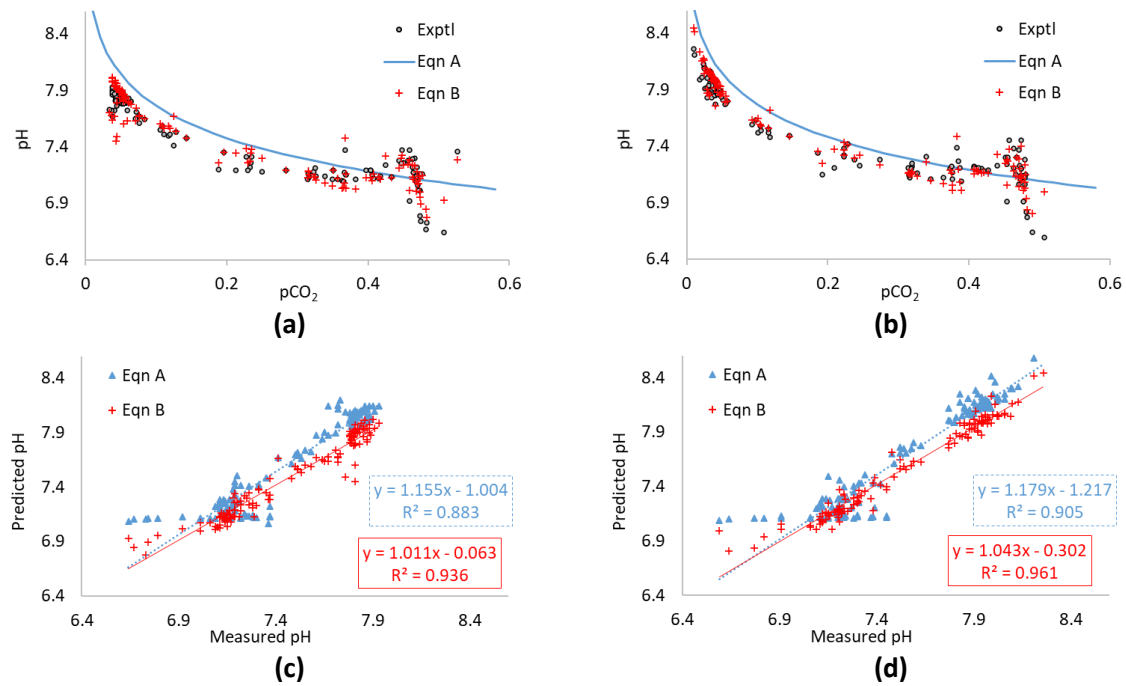 8.4
7.9
7.4
6.9
6.4
pH
Exptl
Eqn A
Eqn B
0
0.2
0.4
0.6
pCO₂
(a)
8.4
7.9
7.4
6.9
6.4
pH
Exptl
Eqn A
Eqn B
0
0.2
0.4
0.6
pCO₂
(b)
8.4
7.9
7.4
6.9
6.4
Predicted pH
Eqn A
Eqn B
y = 1.155x - 1.004
R² = 0.883
y = 1.011x - 0.063
R² = 0.936
6.4
6.9
7.4
7.9
8.4
Measured pH
(c)
8.4
7.9
7.4
6.9
6.4
Predicted pH
Eqn A
Eqn B
y = 1.179x - 1.217
R² = 0.905
y = 1.043x - 0.302
R² = 0.961
6.4
6.9
7.4
7.9
8.4
Measured pH
(d)